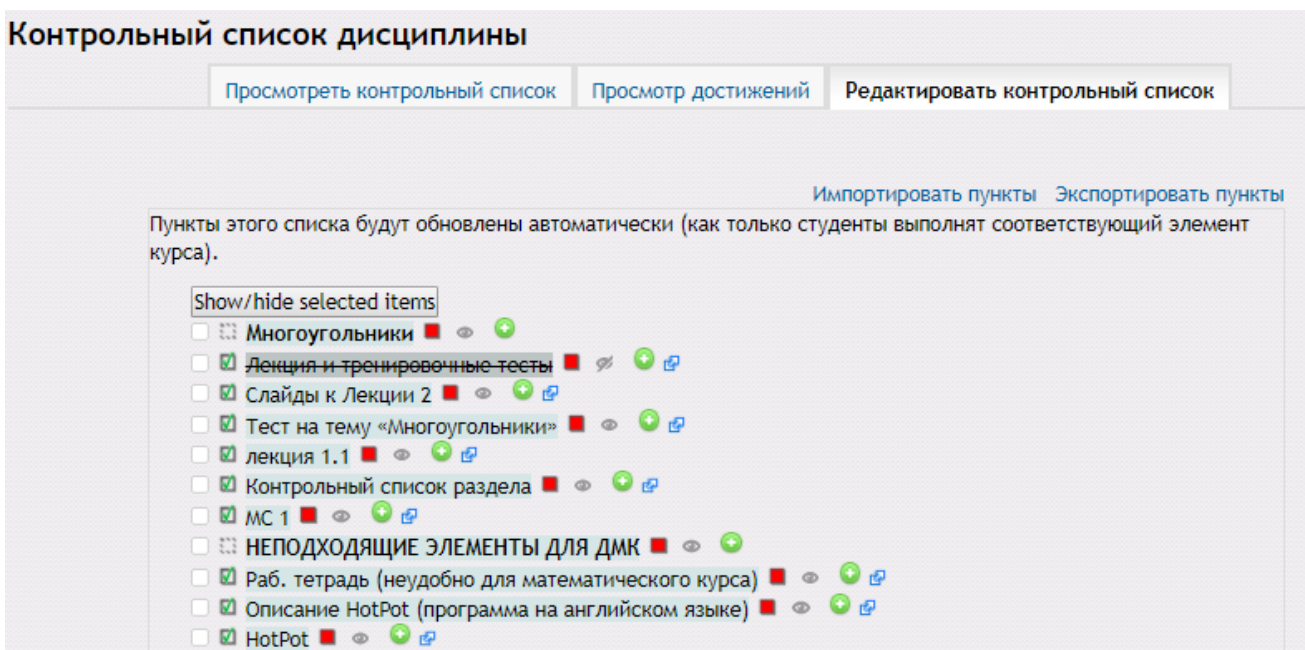 Контрольный список дисциплины
Просмотреть контрольный список Просмотр достижений Редактировать контрольный список
Импортировать пункты Экспортировать пункты
Пункты этого списка будут обновлены автоматически (как только студенты выполнят соответствующий элемент
курса).
Show/hide selected items
Многоугольники
Лекция и тренировочные тесты
Слайды к Лекции 2
Тест на тему «Многоугольники»
лекция 1.1
Контрольный список раздела
МС 1
НЕПОДХОДЯЩИЕ ЭЛЕМЕНТЫ ДЛЯ ДМК
Раб. тетрадь (неудобно для математического курса)
Описание HotPot (программа на английском языке)
HotPot